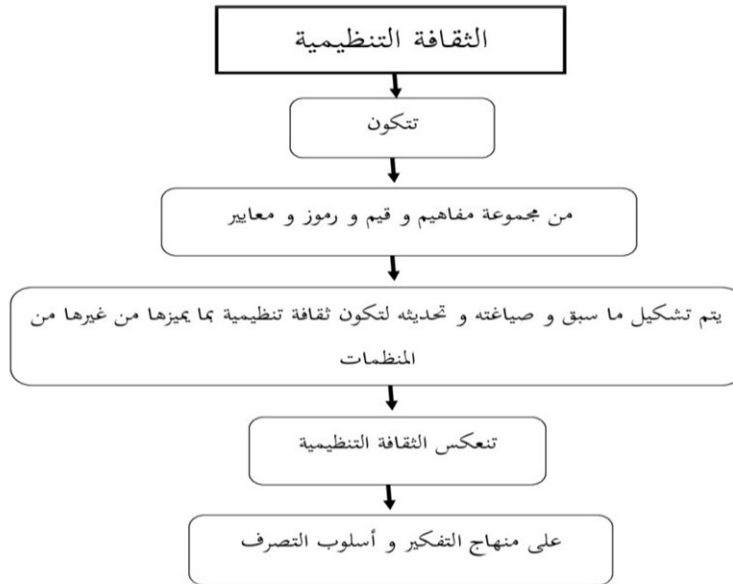 الثقافة التنظيمية
تتكون
من مجموعة مفاهيم و قيم و رموز و معايير
يتم تشكيل ما سبق و صياغته و تحديثه لتكون ثقافة تنظيمية بما يميزها من غيرها من
المنظمات
تنعكس الثقافة التنظيمية
على منهاج التفكير و أسلوب التصرف